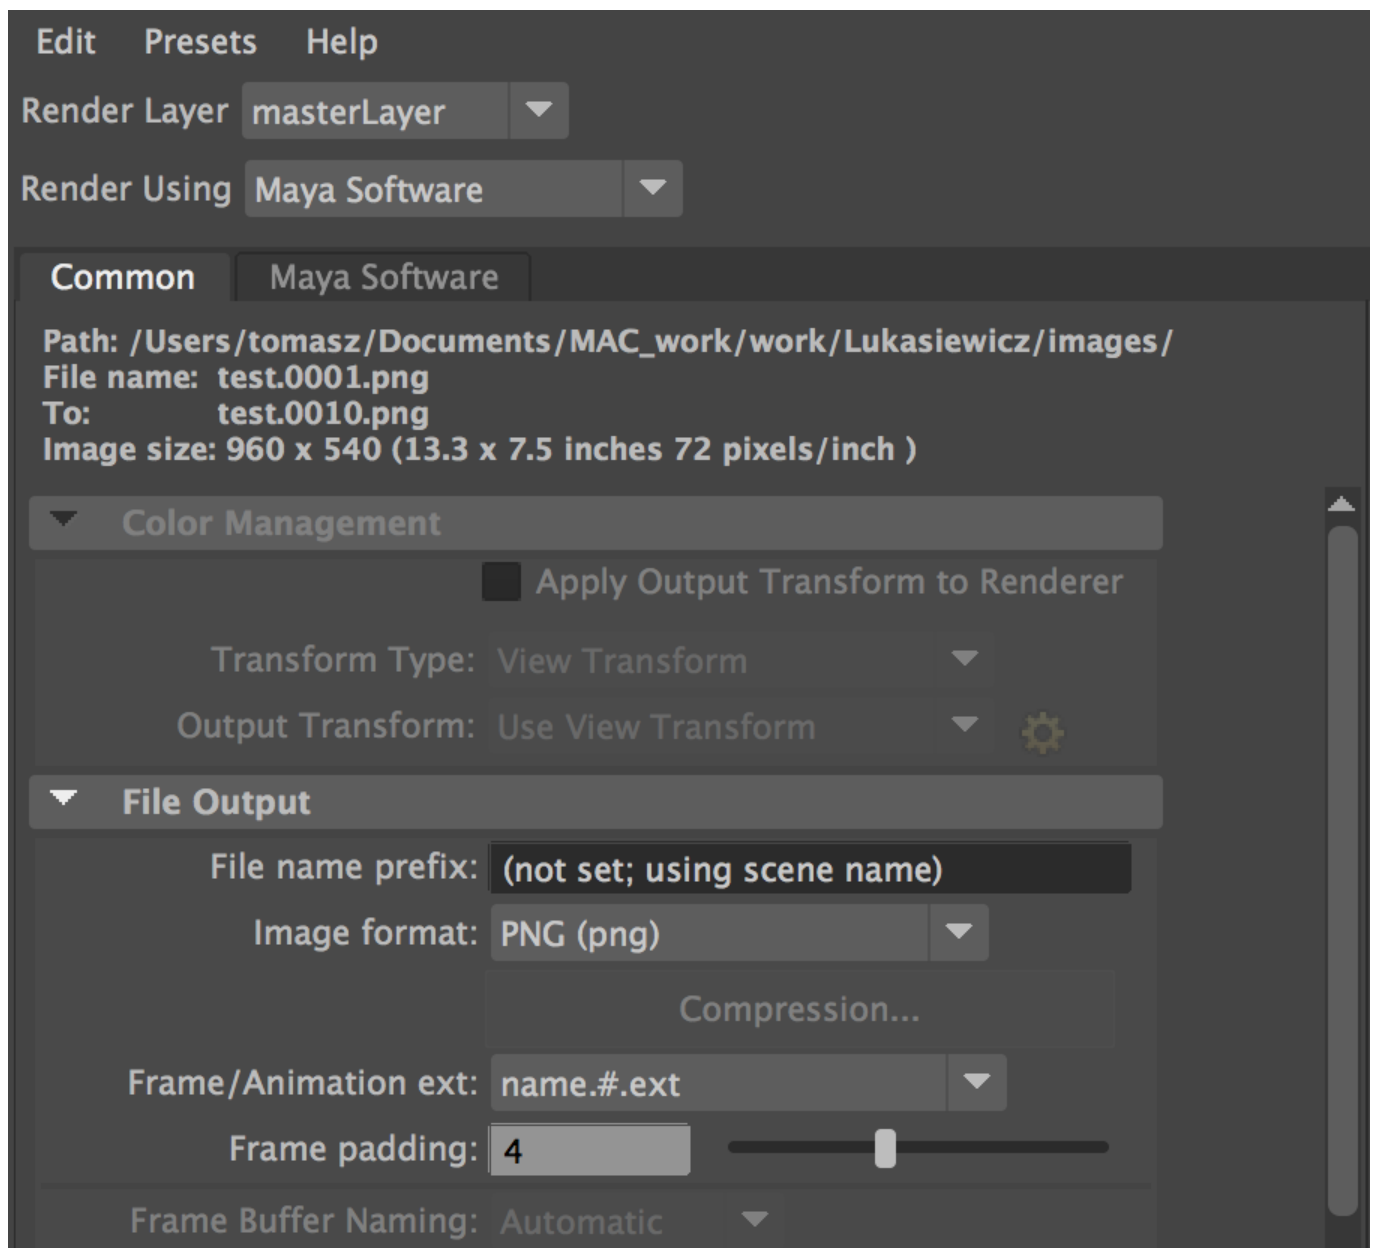 Edit Presets Help
Render Layer masterLayer
Render Using Maya Software
Common Maya Software
Path: /Users/tomasz/Documents/MAC_work/work/Lukasiewicz/images/
File name: test.0001.png
To: test.0010.png
Image size: 960 x 540 (13.3 x 7.5 inches 72 pixels/inch )
Color Management
Apply Output Transform to Renderer
Transform Type: View Transform
Output Transform: Use View Transform
File Output
File name prefix: (not set; using scene name)
Image format: PNG (png)
Compression...
Frame/Animation ext: name.#.ext
Frame padding: 4
Frame Buffer Naming: Automatic